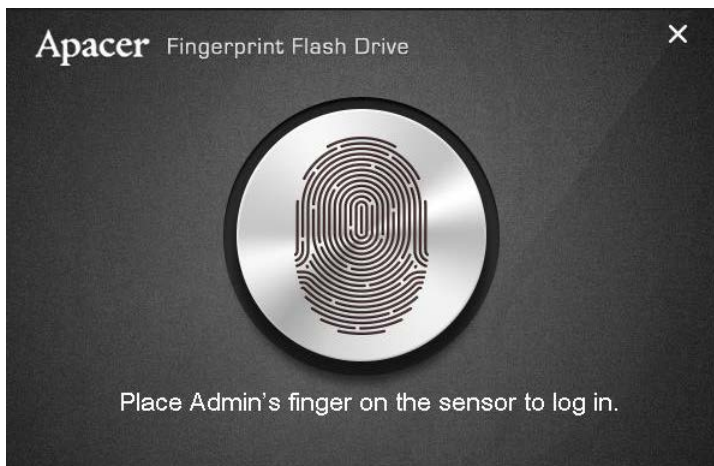 Apacer Fingerprint Flash Drive
Place Admin's finger on the sensor to log in.